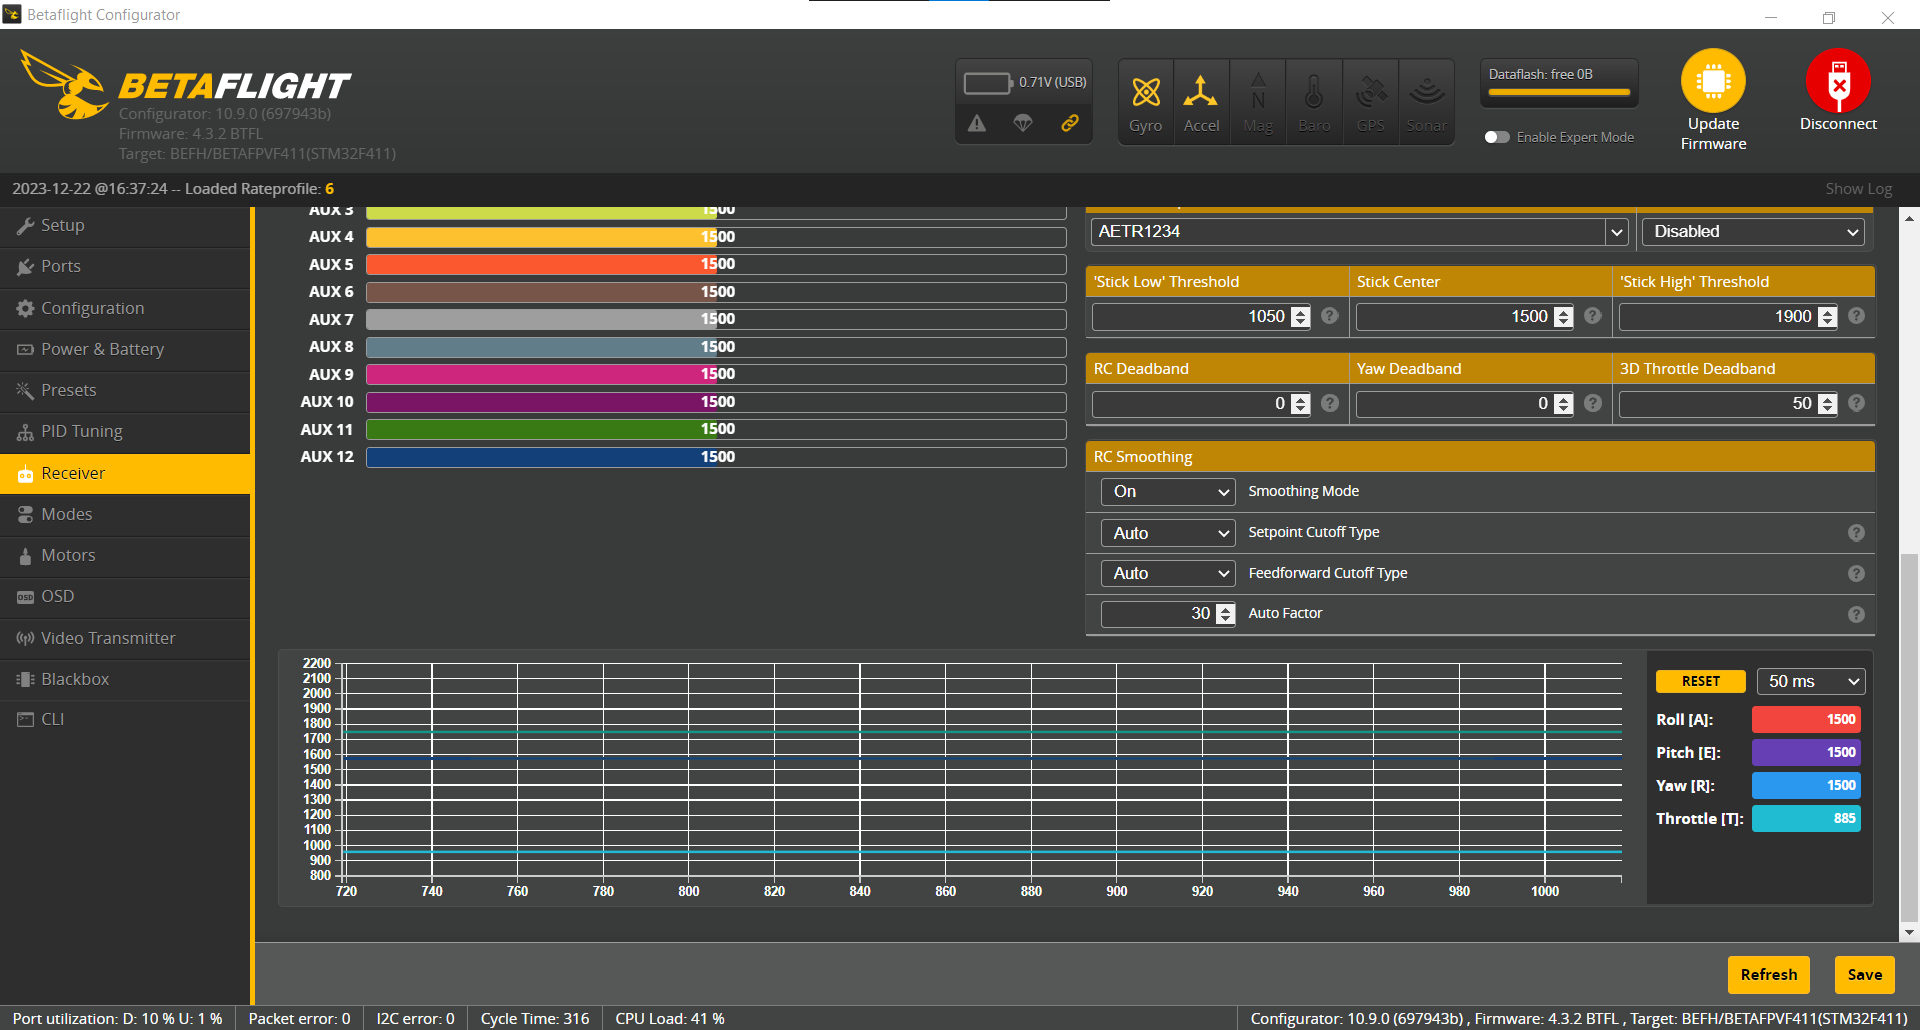 Betaflight Configurator
BETAFLIGHT
Configurator: 10.9.0 (697943b)
Firmware: 4.3.2 BTFL
Target: BEFH/BETAFPVF411(STM32F411)
0.71V (USB)
Gyro
Accel
Mag
Baro
GPS
Sonar
Dataflash: free 0B
Enable Expert Mode
Update
Firmware
Disconnect
2023-12-22 @16:37:24 -- Loaded Rateprofile: 6
Show Log
Setup
Ports
Configuration
Power & Battery
Presets
PID Tuning
Receiver
Modes
Motors
OSD
Video Transmitter
Blackbox
CLI
AUX 3 1500
AUX 4 1500
AUX 5 1500
AUX 6 1500
AUX 7 1500
AUX 8 1500
AUX 9 1500
AUX 10 1500
AUX 11 1500
AUX 12 1500
AETR1234 Disabled
'Stick Low' Threshold Stick Center 'Stick High' Threshold
1050 1500 1900
RC Deadband Yaw Deadband 3D Throttle Deadband
0 0 50
RC Smoothing
On Smoothing Mode
Auto Setpoint Cutoff Type
Auto Feedforward Cutoff Type
30 Auto Factor
2200
2100
2000
1900
1800
1700
1600
1500
1400
1300
1200
1100
1000
900
800
720 740 760 780 800 820 840 860 880 900 920 940 960 980 1000
RESET 50 ms
Roll [A]: 1500
Pitch [E]: 1500
Yaw [R]: 1500
Throttle [T]: 885
Refresh Save
Port utilization: D: 10 % U: 1 % Packet error: 0 I2C error: 0 Cycle Time: 316 CPU Load: 41 % Configurator: 10.9.0 (697943b) , Firmware: 4.3.2 BTFL , Target: BEFH/BETAFPVF411(STM32F411)